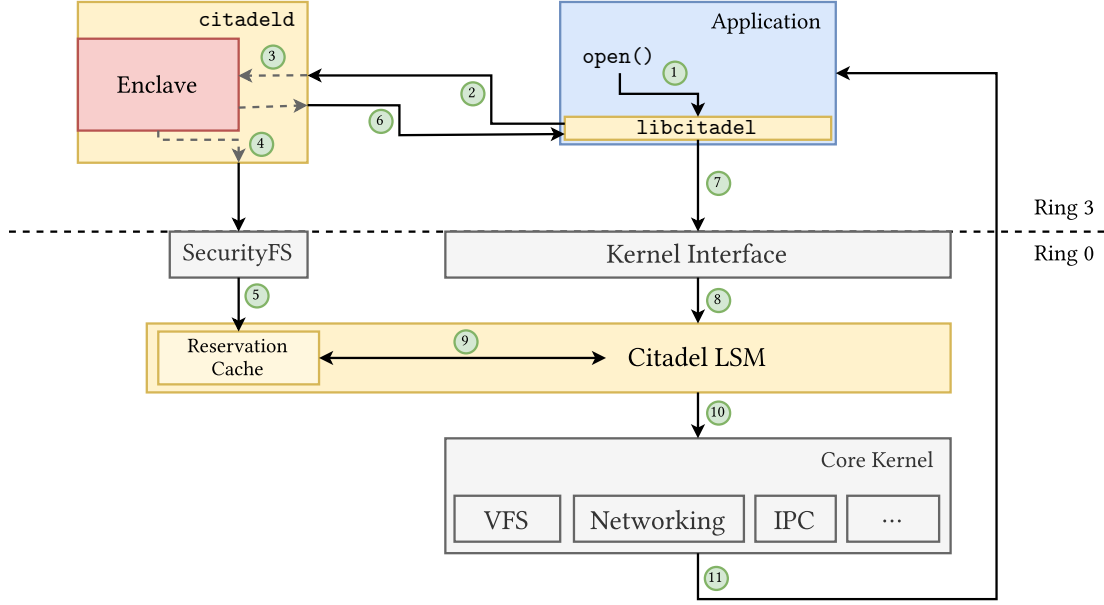 citadeld
Application
Enclave
3
open()
1
2
6
4
libcitadel
7
Ring 3
Ring 0
SecurityFS
Kernel Interface
5
8
Reservation
Cache
9
Citadel LSM
10
Core Kernel
VFS
Networking
IPC
...
11